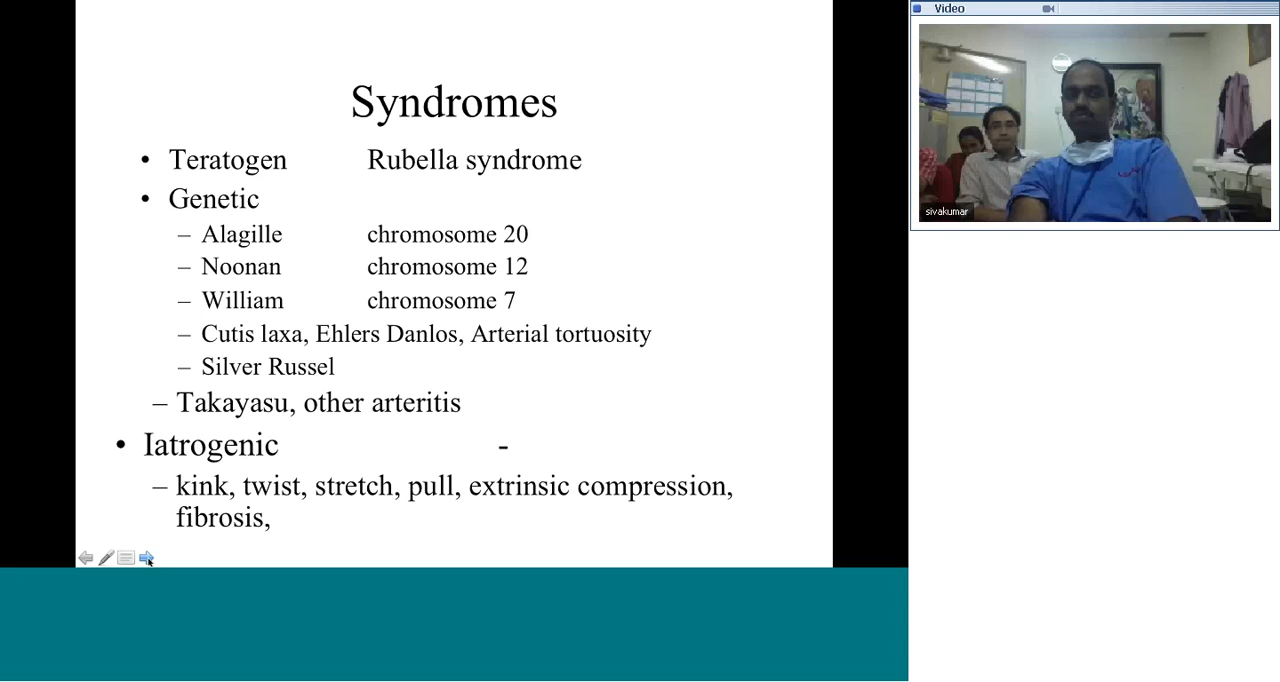 Video
Syndromes
• Teratogen Rubella syndrome
• Genetic
– Alagille chromosome 20
– Noonan chromosome 12
– William chromosome 7
– Cutis laxa, Ehlers Danlos, Arterial tortuosity
– Silver Russel
– Takayasu, other arteritis
• Iatrogenic -
– kink, twist, stretch, pull, extrinsic compression,
fibrosis,
sivakumar